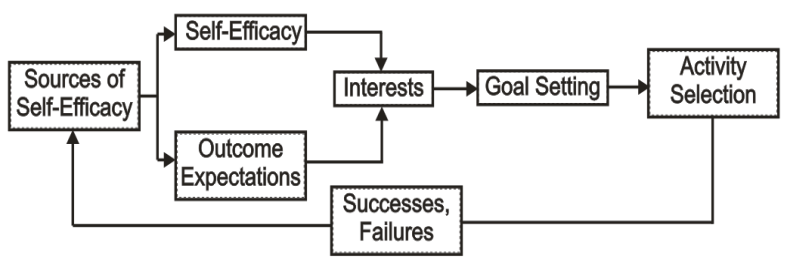 Sources of
Self-Efficacy
Self-Efficacy
Outcome
Expectations
Interests
Goal Setting
Activity
Selection
Successes,
Failures